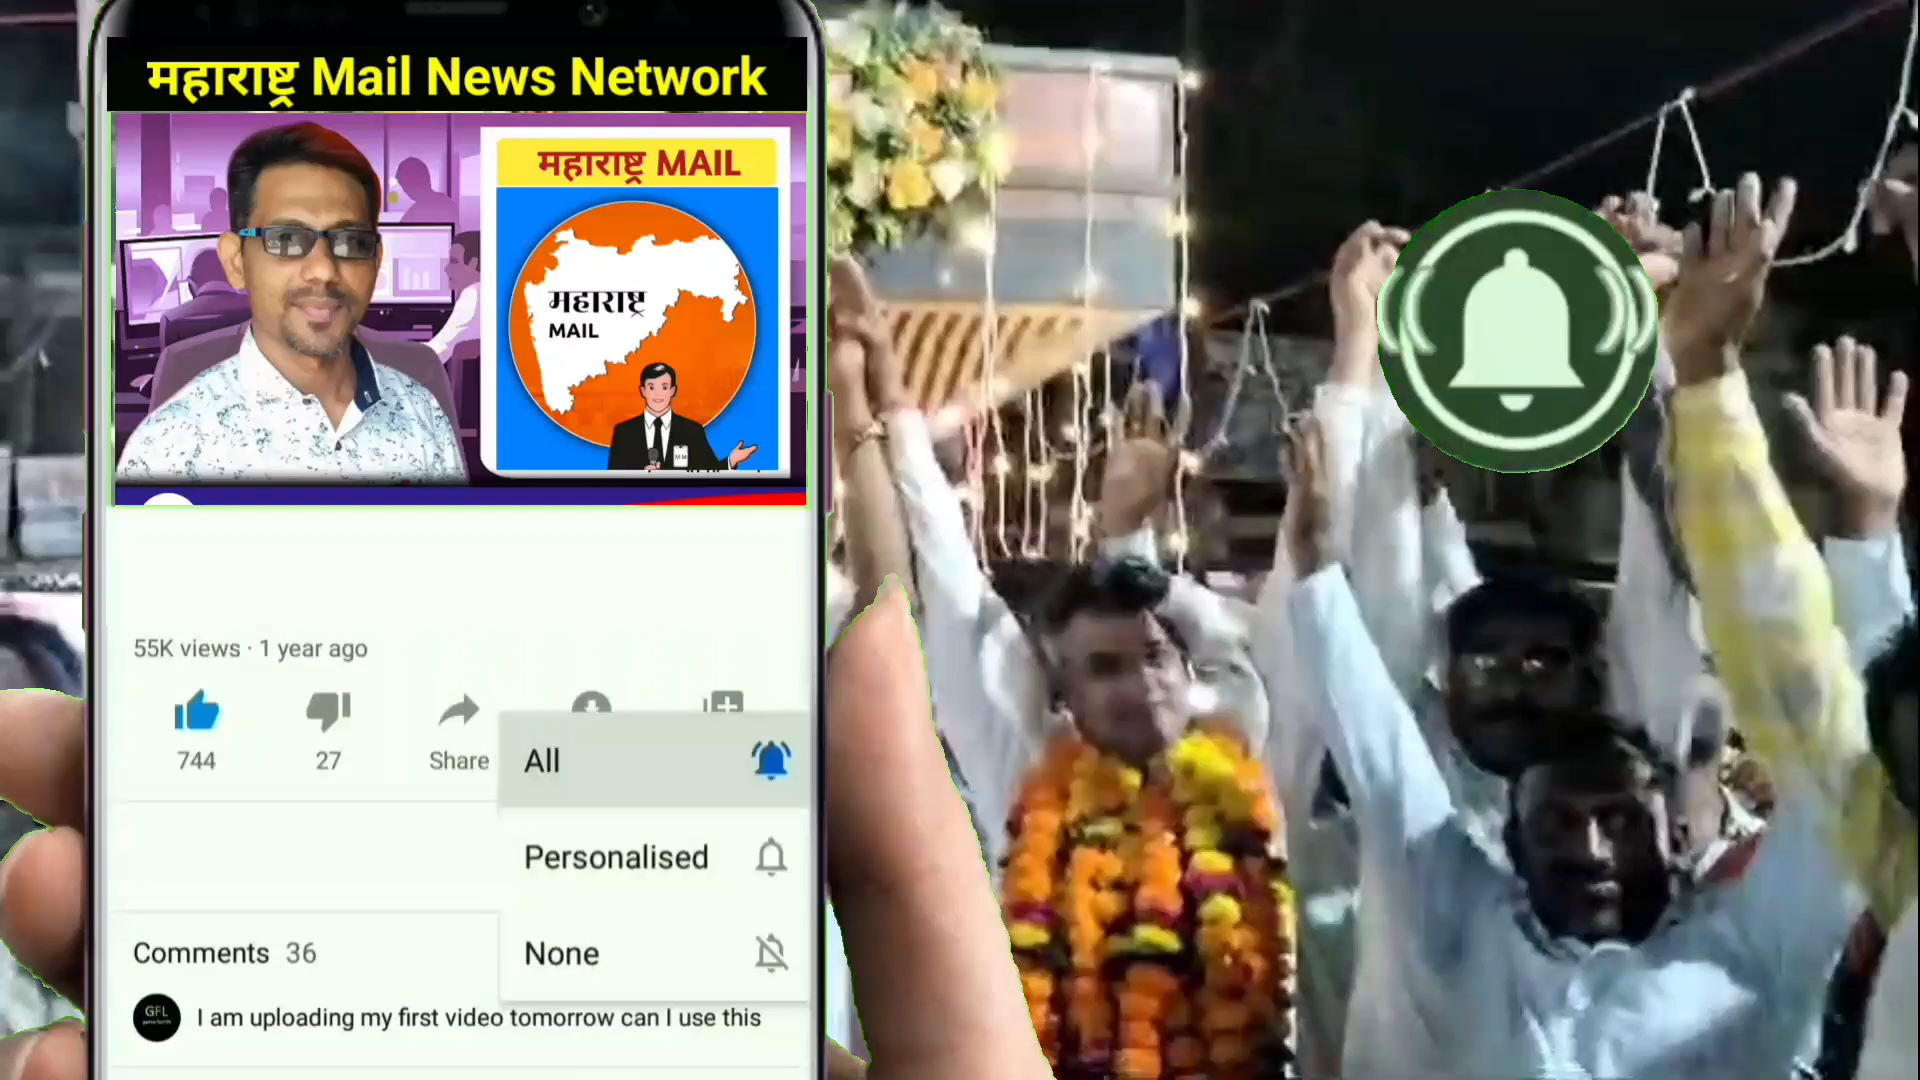 महाराष्ट्र Mail News Network
महाराष्ट्र MAIL
महाराष्ट्र
MAIL
55K views · 1 year ago
744
27
Share
All
Personalised
None
Comments 36
GFL
I am uploading my first video tomorrow can I use this